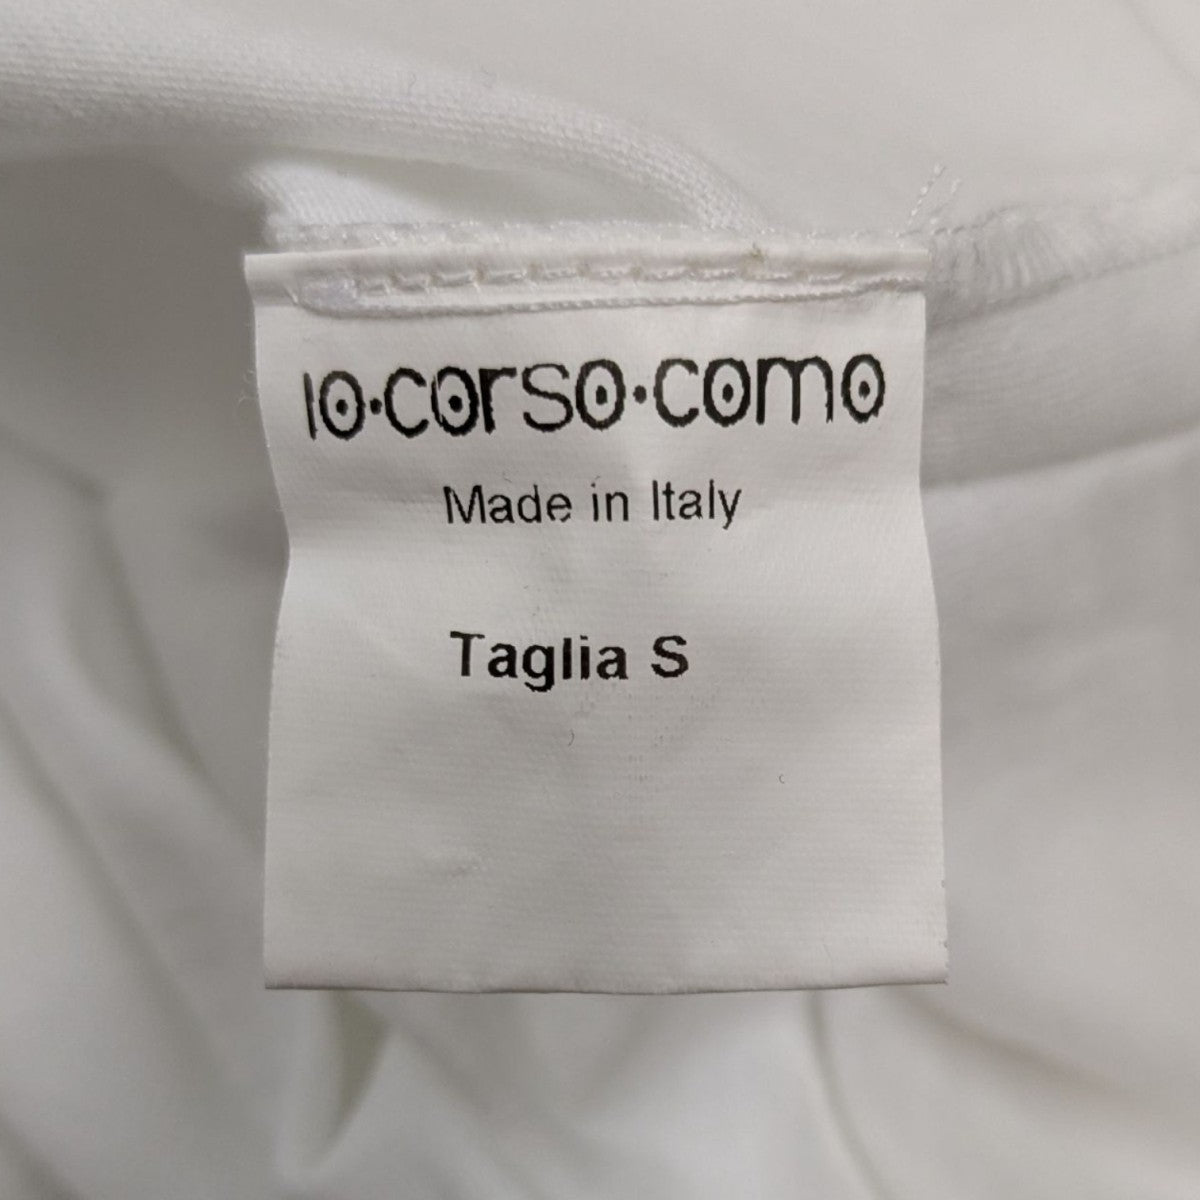 10·corso·como
Made in Italy
Taglia S